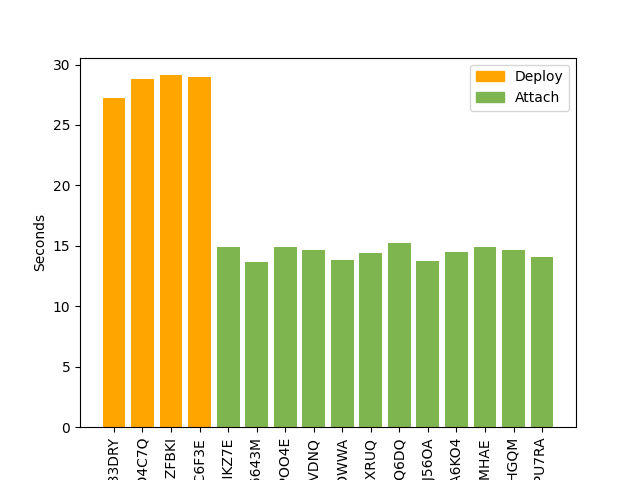 Deploy
Attach
Seconds
30
25
20
15
10
5
0
33DRY
04C7Q
ZFBKI
C6F3E
IKZ7E
6643M
POO4E
VDNQ
OWWA
XRUQ
Q6DQ
J56OA
A6KO4
MHAE
HGQM
PU7RA